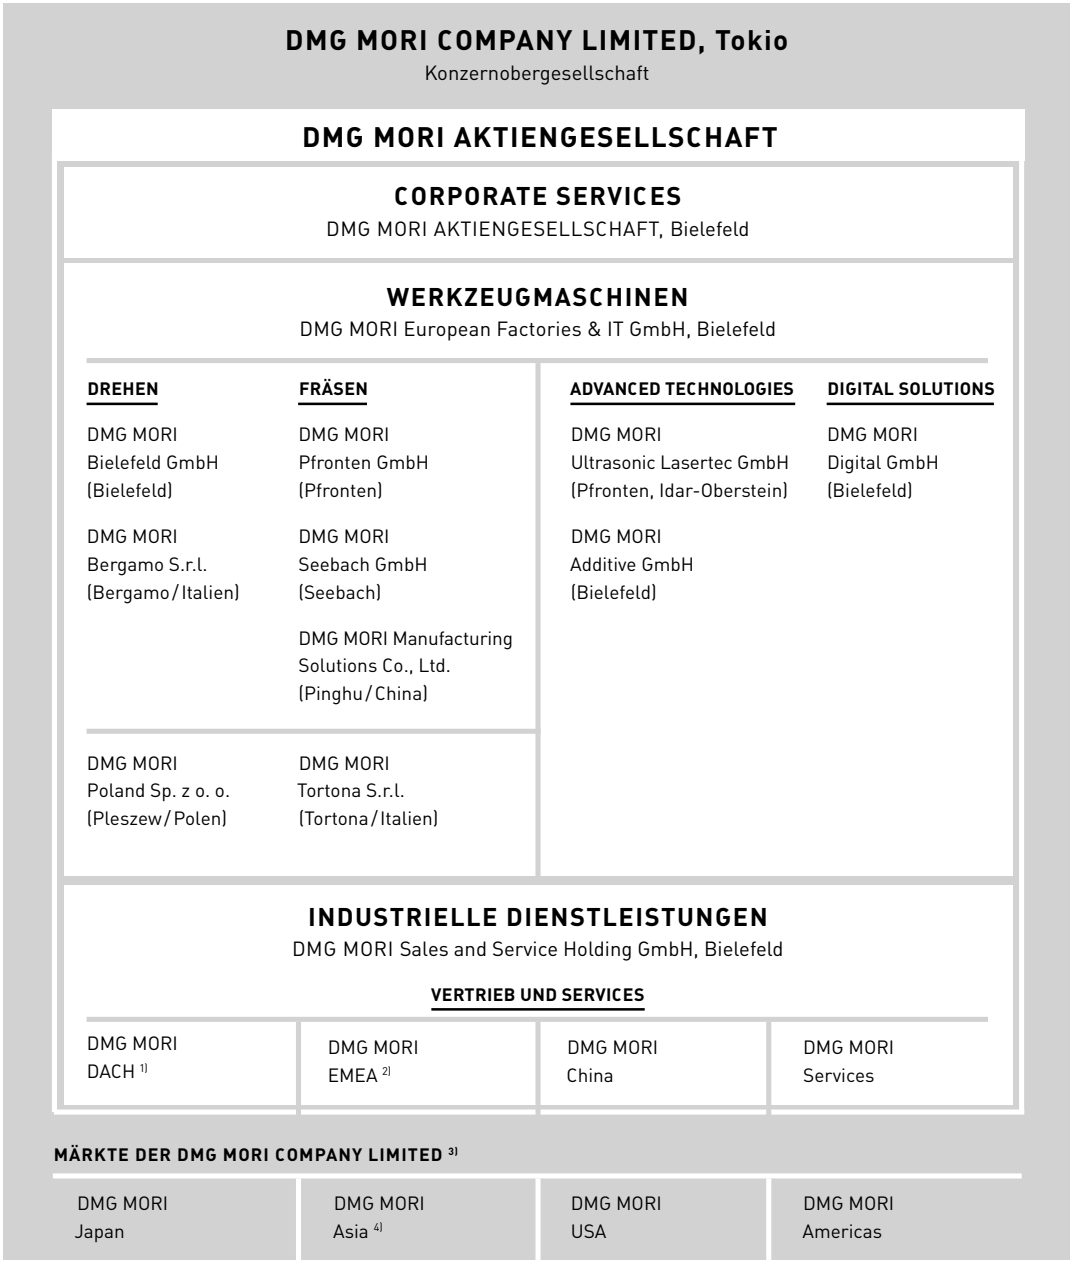 DMG MORI COMPANY LIMITED, Tokio
Konzernobergesellschaft
DMG MORI AKTIENGESELLSCHAFT
CORPORATE SERVICES
DMG MORI AKTIENGESELLSCHAFT, Bielefeld
WERKZEUGMASCHINEN
DMG MORI European Factories & IT GmbH, Bielefeld
DREHEN
DMG MORI
Bielefeld GmbH
(Bielefeld)
DMG MORI
Bergamo S.r.l.
(Bergamo/Italien)
FRÄSEN
DMG MORI
Pfronten GmbH
(Pfronten)
DMG MORI
Seebach GmbH
(Seebach)
DMG MORI Manufacturing
Solutions Co., Ltd.
(Pinghu/China)
DMG MORI
Poland Sp. z o. o.
(Pleszew/Polen)
DMG MORI
Tortona S.r.l.
(Tortona/Italien)
ADVANCED TECHNOLOGIES
DMG MORI
Ultrasonic Lasertec GmbH
(Pfronten, Idar-Oberstein)
DMG MORI
Additive GmbH
(Bielefeld)
DIGITAL SOLUTIONS
DMG MORI
Digital GmbH
(Bielefeld)
INDUSTRIELLE DIENSTLEISTUNGEN
DMG MORI Sales and Service Holding GmbH, Bielefeld
VERTRIEB UND SERVICES
DMG MORI
DACH 1)
DMG MORI
EMEA 2)
DMG MORI
China
DMG MORI
Services
MÄRKTE DER DMG MORI COMPANY LIMITED 3)
DMG MORI
Japan
DMG MORI
Asia 4)
DMG MORI
USA
DMG MORI
Americas